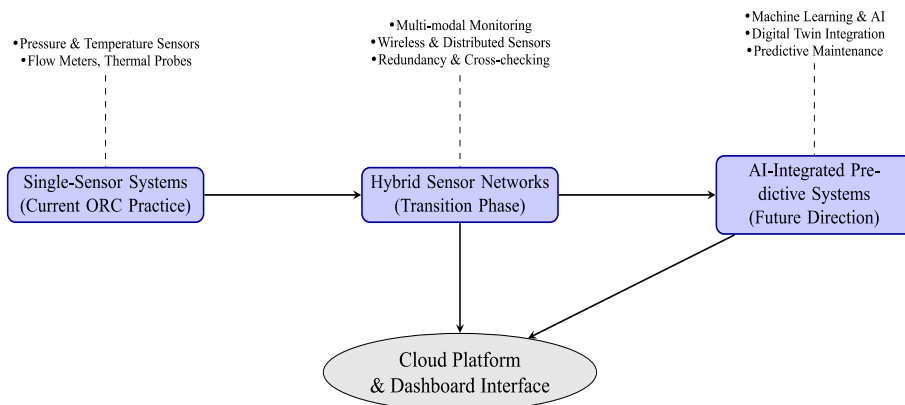 • Pressure & Temperature Sensors
• Flow Meters, Thermal Probes
• Multi-modal Monitoring
• Wireless & Distributed Sensors
• Redundancy & Cross-checking
• Machine Learning & AI
• Digital Twin Integration
• Predictive Maintenance
Single-Sensor Systems
(Current ORC Practice)
Hybrid Sensor Networks
(Transition Phase)
AI-Integrated Pre-
dictive Systems
(Future Direction)
Cloud Platform
& Dashboard Interface